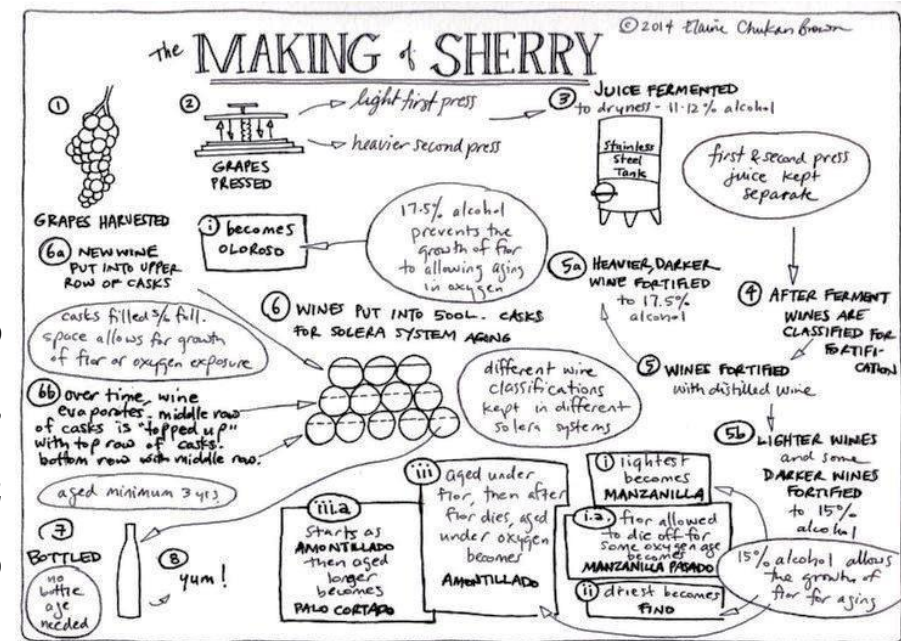 © 2014 Elaine Chukan Brown
the MAKING of SHERRY
①
GRAPES HARVESTED
②
GRAPES
PRESSED
light first press
heavier second press
③ JUICE FERMENTED
to dryness - 11-12% alcohol
Stainless
Steel
Tank
first & second press
juice kept
separate
④ AFTER FERMENT
WINES ARE
CLASSIFIED FOR
FORTIFI-
CATION
⑤ WINES FORTIFIED
with distilled wine
5a HEAVIER, DARKER
WINE FORTIFIED
to 17.5%
alcohol
17.5% alcohol
prevents the
growth of flor
to allowing aging
in oxygen
i becomes
OLOROSO
5b LIGHTER WINES
and some
DARKER WINES
FORTIFIED
to 15%
alcohol
15% alcohol allows
the growth of
flor for aging
i lightest
becomes
MANZANILLA
i.a. flor allowed
to die off for
some oxygen age
becomes
MANZANILLA PASADO
ii driest becomes
FINO
iii Aged under
flor, then after
flor dies, aged
under oxygen
becomes
AMONTILLADO
iii.a
Starts as
AMONTILLADO
then aged
longer
becomes
PALO CORTADO
⑥ WINES PUT INTO 500L. CASKS
FOR SOLERA SYSTEM AGING
different wine
classifications
kept in different
solera systems
6a NEW WINE
PUT INTO UPPER
ROW OF CASKS
casks filled ⅚ full.
space allows for growth
of flor or oxygen exposure
6b over time, wine
evaporates. middle row
of casks is "topped up"
with top row of casks.
bottom row with middle row.
aged minimum 3 yrs
⑦
BOTTLED
no
bottle
age
needed
⑧
yum!